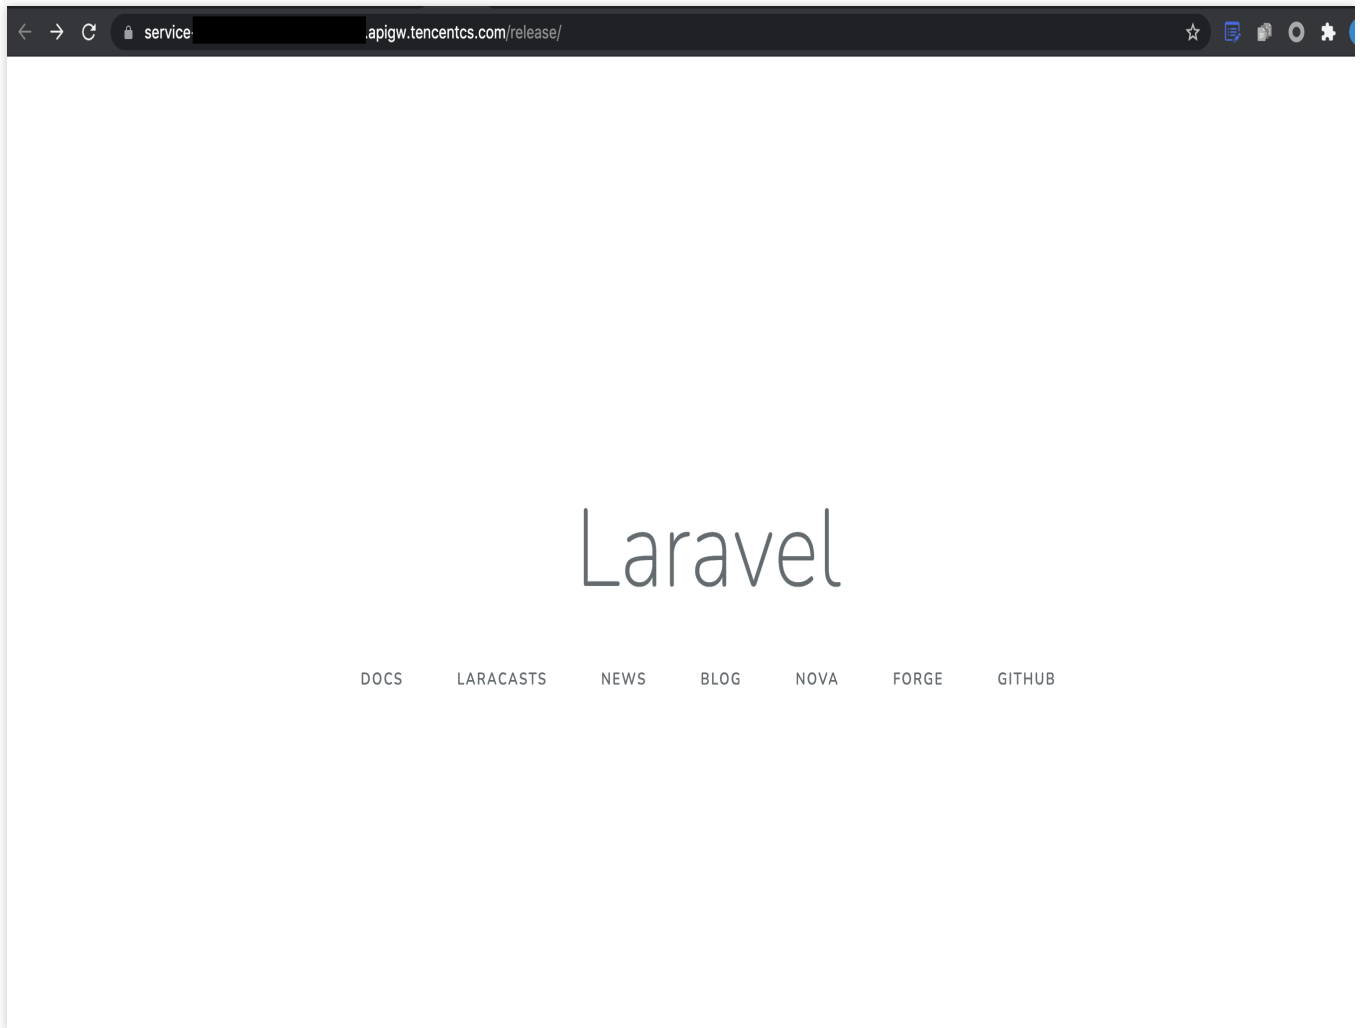 service- .apigw.tencentcs.com/release/
Laravel
DOCS LARACASTS NEWS BLOG NOVA FORGE GITHUB